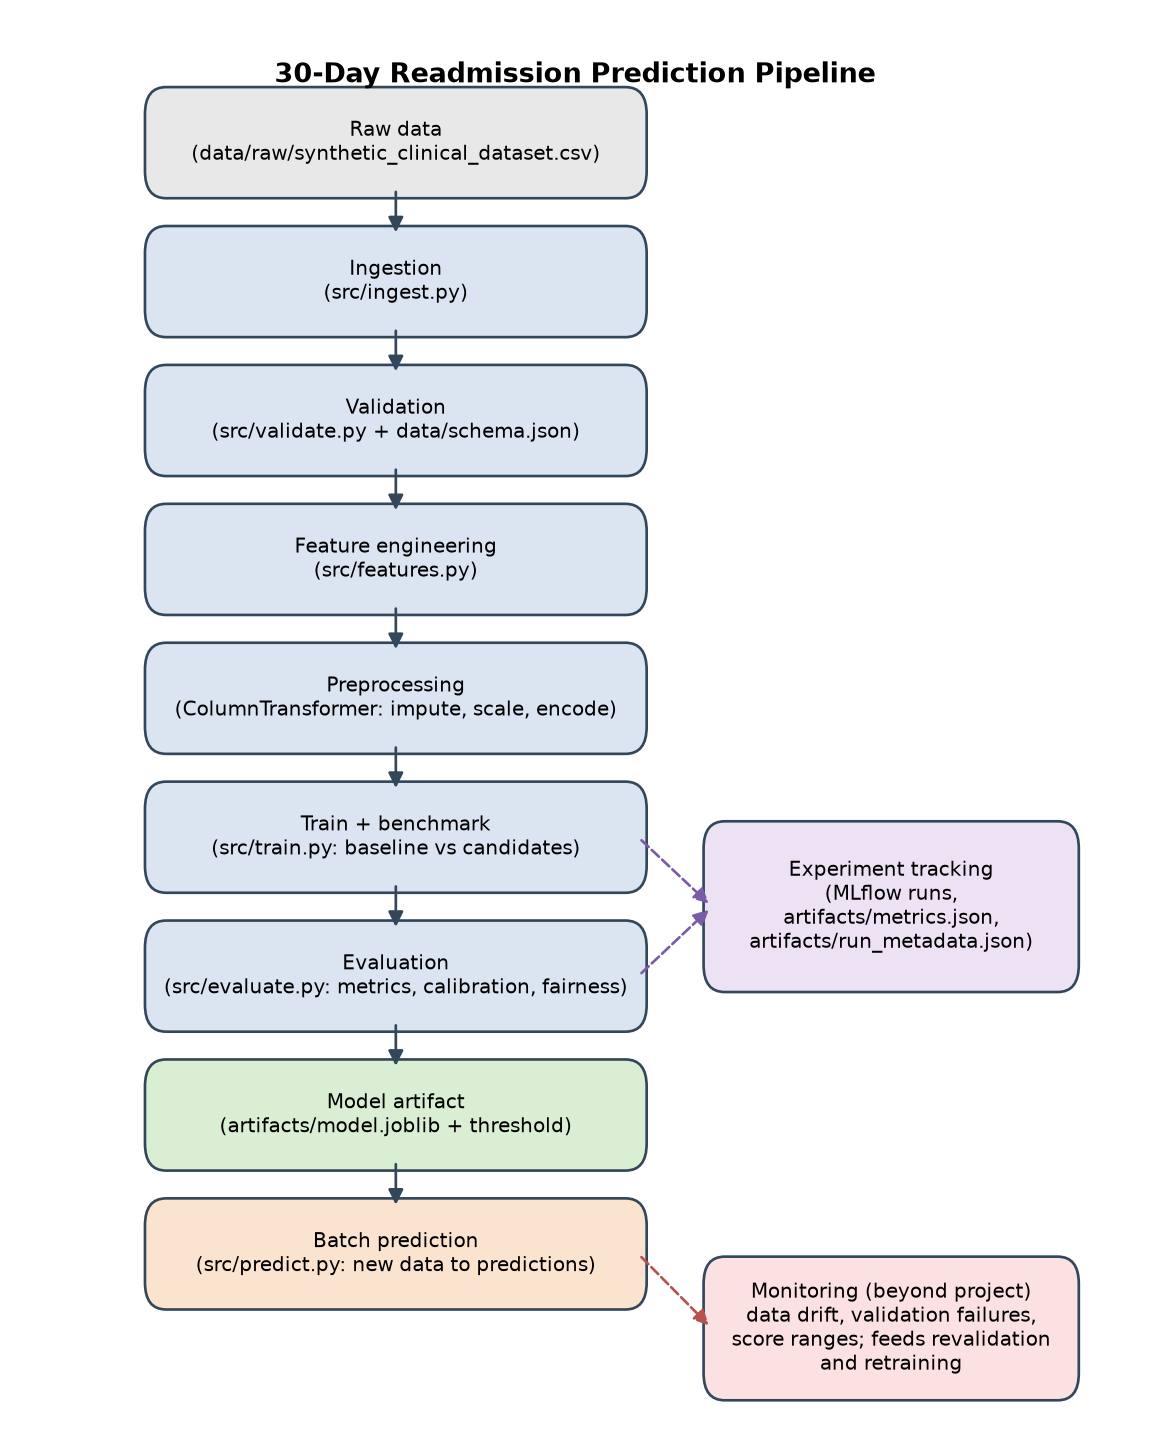 30-Day Readmission Prediction Pipeline
Raw data
(data/raw/synthetic_clinical_dataset.csv)
Ingestion
(src/ingest.py)
Validation
(src/validate.py + data/schema.json)
Feature engineering
(src/features.py)
Preprocessing
(ColumnTransformer: impute, scale, encode)
Train + benchmark
(src/train.py: baseline vs candidates)
Experiment tracking
(MLflow runs,
artifacts/metrics.json,
artifacts/run_metadata.json)
Evaluation
(src/evaluate.py: metrics, calibration, fairness)
Model artifact
(artifacts/model.joblib + threshold)
Batch prediction
(src/predict.py: new data to predictions)
Monitoring (beyond project)
data drift, validation failures,
score ranges; feeds revalidation
and retraining